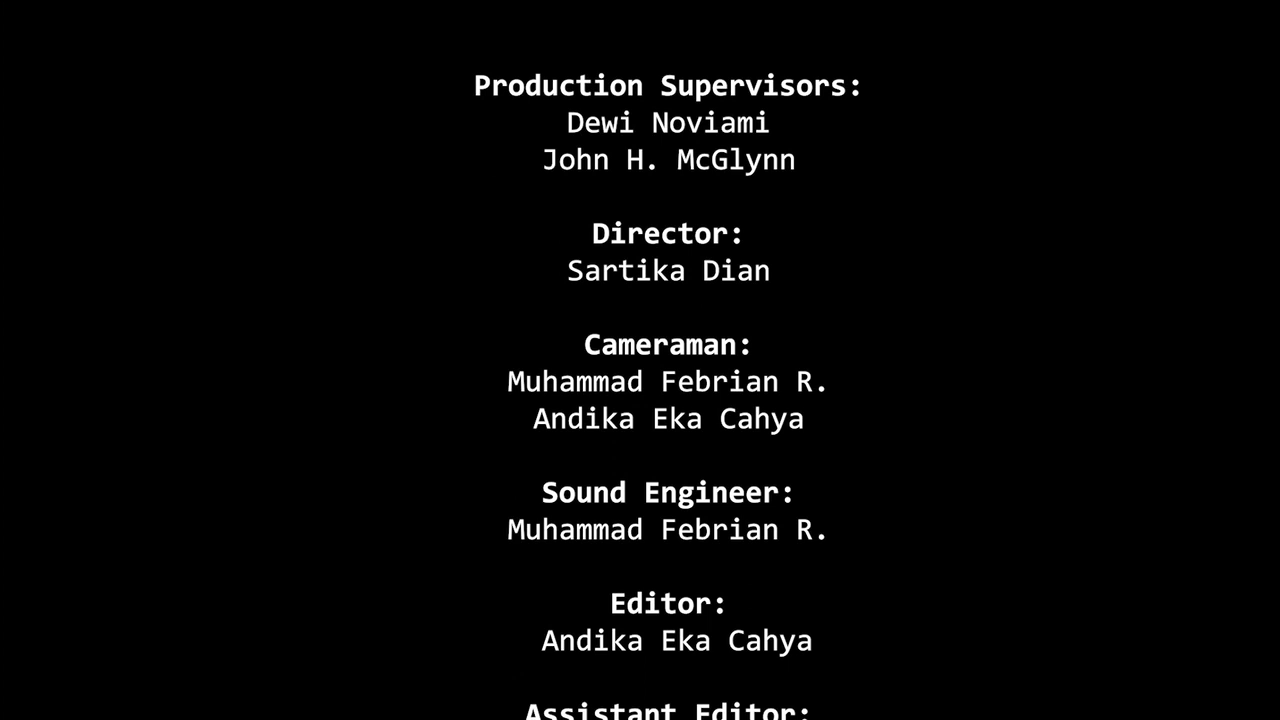 Production Supervisors:
Dewi Noviami
John H. McGlynn
Director:
Sartika Dian
Cameraman:
Muhammad Febrian R.
Andika Eka Cahya
Sound Engineer:
Muhammad Febrian R.
Editor:
Andika Eka Cahya
Assistant Editor: